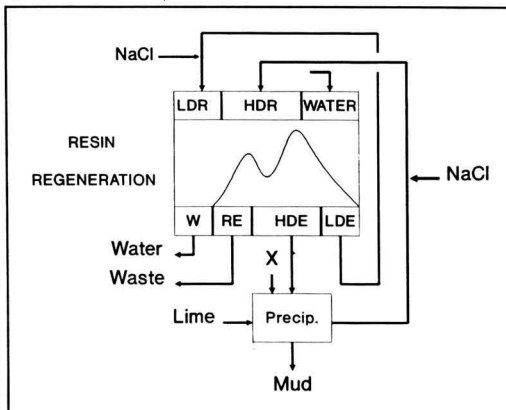 NaCl
LDR HDR WATER
RESIN
REGENERATION
NaCl
W RE HDE LDE
Water
X
Waste
Lime
Precip.
Mud